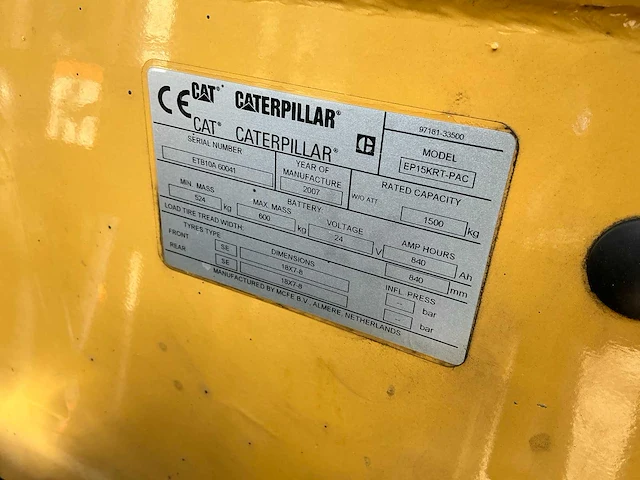 CE CAT CATERPILLAR®
CAT® CATERPILLAR®
97161-33500
SERIAL NUMBER
ETB10A 60041
YEAR OF
MANUFACTURE
2007
MODEL
EP15KRT-PAC
W/O ATT
RATED CAPACITY
1500 kg
BATTERY
MIN. MASS
524 kg
MAX. MASS
600 kg
VOLTAGE
24 V
AMP HOURS
840 Ah
LOAD TIRE TREAD WIDTH:
840 mm
TYRES TYPE
DIMENSIONS
INFL.PRESS
FRONT SE 18X7-8 -- bar
REAR SE 18X7-8 -- bar
MANUFACTURED BY MCFE B.V., ALMERE, NETHERLANDS